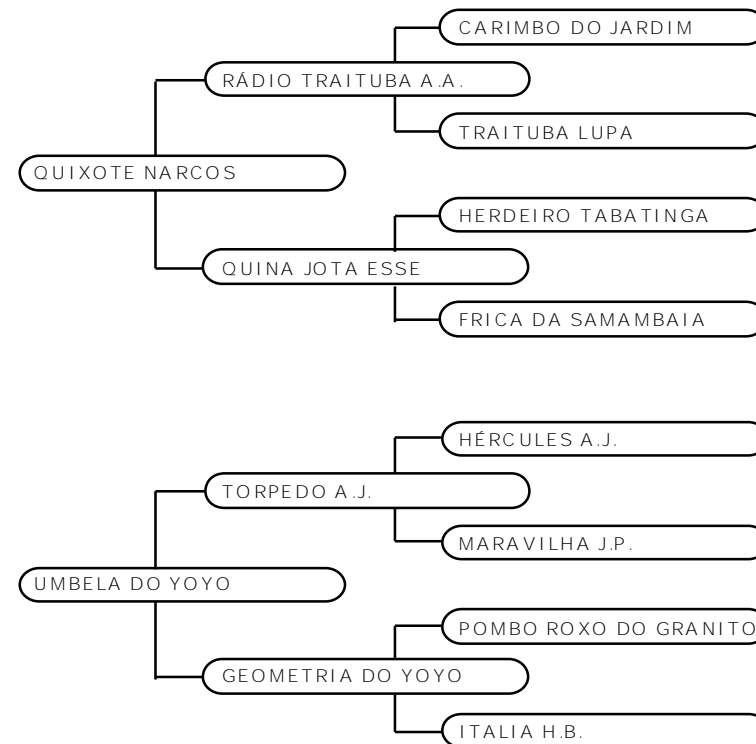 CARIMBO DO JARDIM
RÁDIO TRAITUBA A.A.
TRAITUBA LUPA
QUIXOTE NARCOS
HERDEIRO TABATINGA
QUINA JOTA ESSE
FRICA DA SAMAMBAIA
HÉRCULES A.J.
TORPEDO A.J.
MARAVILHA J.P.
UMBELA DO YOYO
POMBO ROXO DO GRANITO
GEOMETRIA DO YOYO
ITALIA H.B.